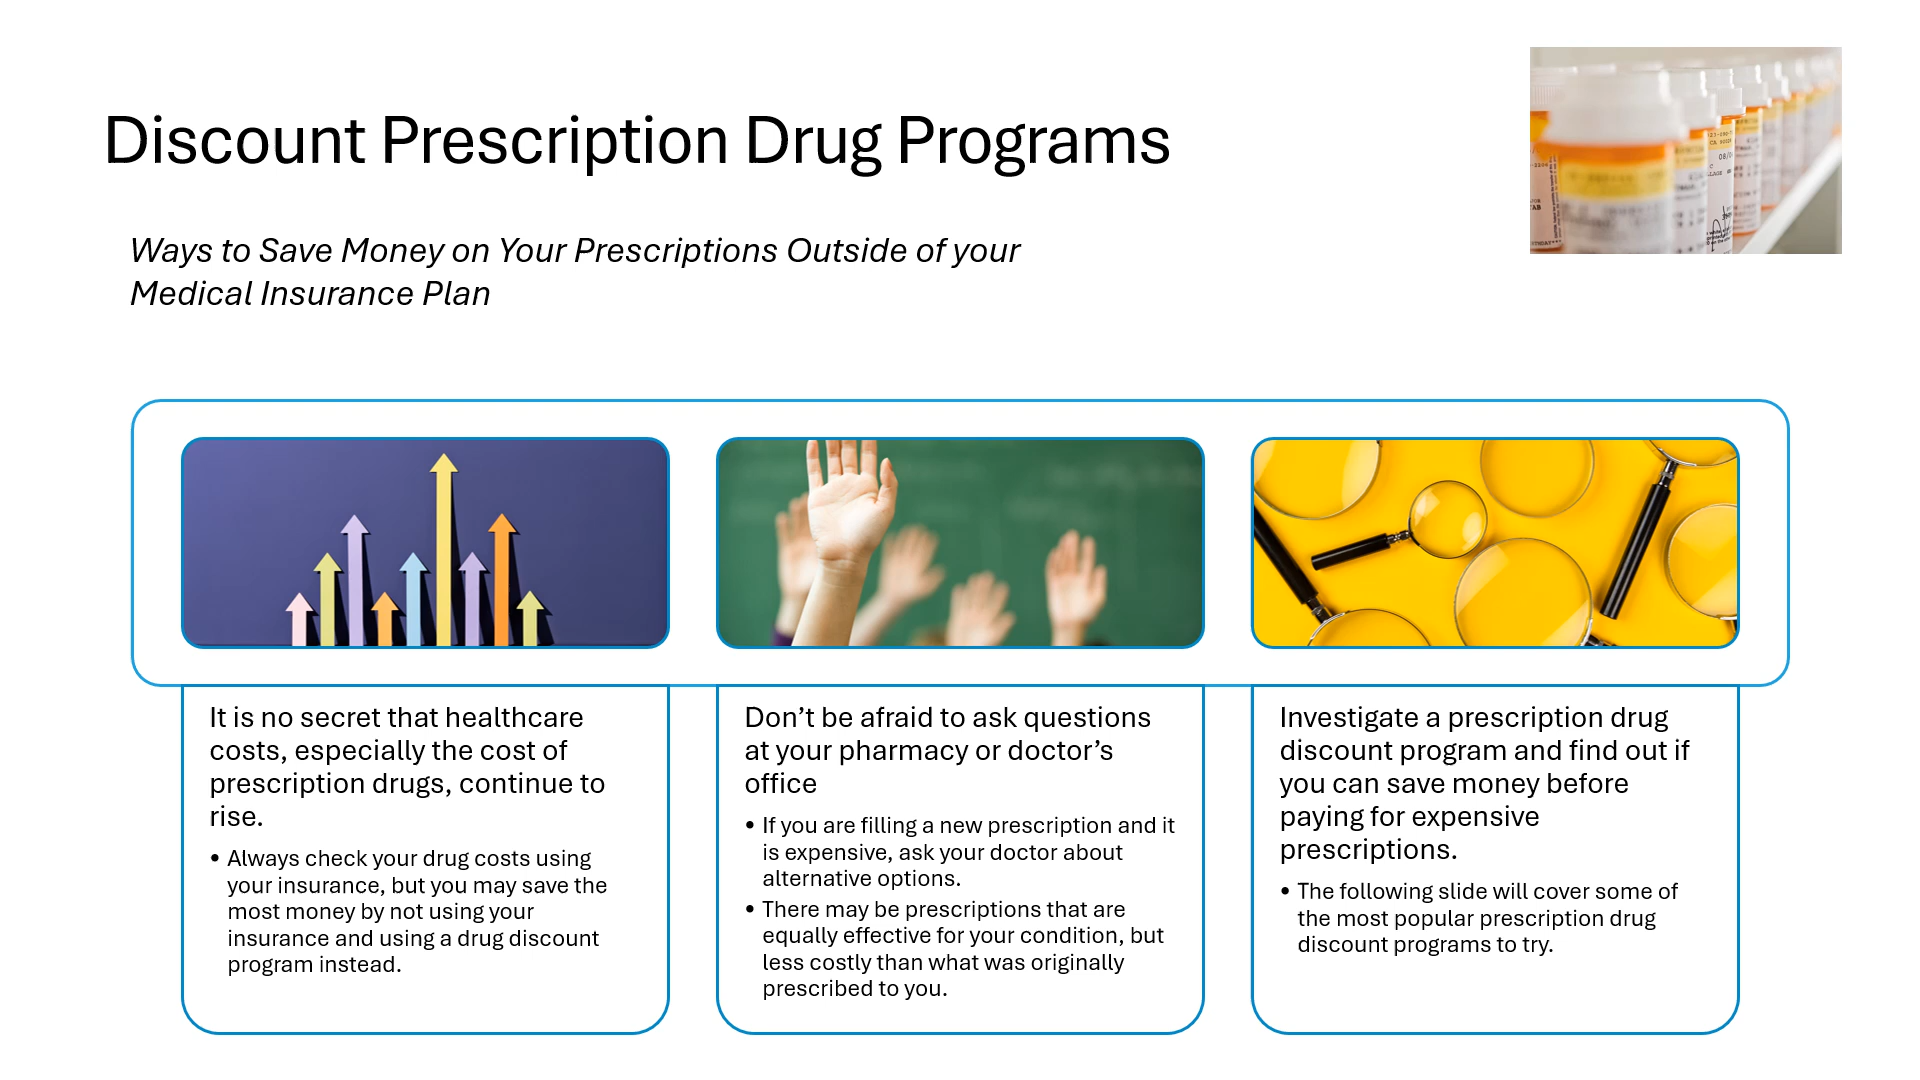 Discount Prescription Drug Programs
Ways to Save Money on Your Prescriptions Outside of your
Medical Insurance Plan
It is no secret that healthcare
costs, especially the cost of
prescription drugs, continue to
rise.
• Always check your drug costs using
your insurance, but you may save the
most money by not using your
insurance and using a drug discount
program instead.
Don’t be afraid to ask questions
at your pharmacy or doctor’s
office
• If you are filling a new prescription and it
is expensive, ask your doctor about
alternative options.
• There may be prescriptions that are
equally effective for your condition, but
less costly than what was originally
prescribed to you.
Investigate a prescription drug
discount program and find out if
you can save money before
paying for expensive
prescriptions.
• The following slide will cover some of
the most popular prescription drug
discount programs to try.